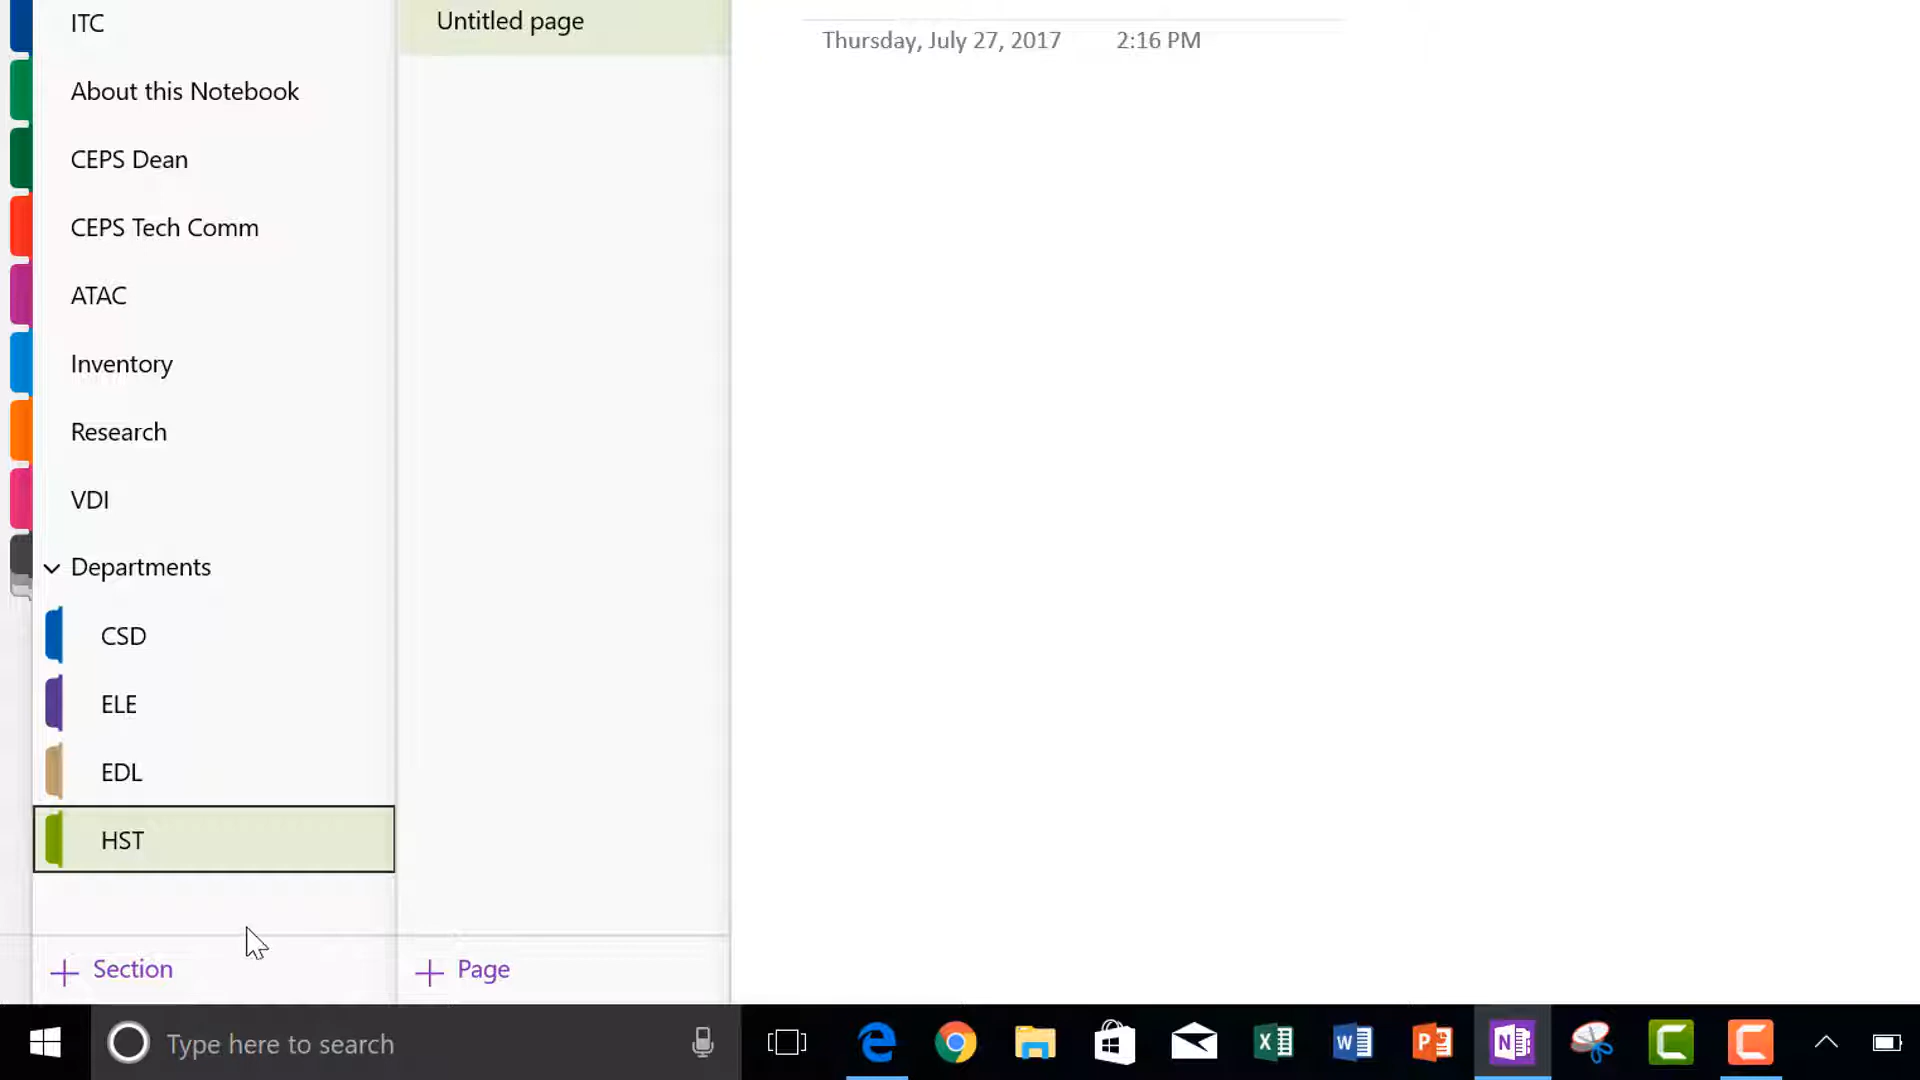 ITC
About this Notebook
CEPS Dean
CEPS Tech Comm
ATAC
Inventory
Research
VDI
Departments
CSD
ELE
EDL
HST
Section
Untitled page
Page
Thursday, July 27, 2017 2:16 PM
Type here to search